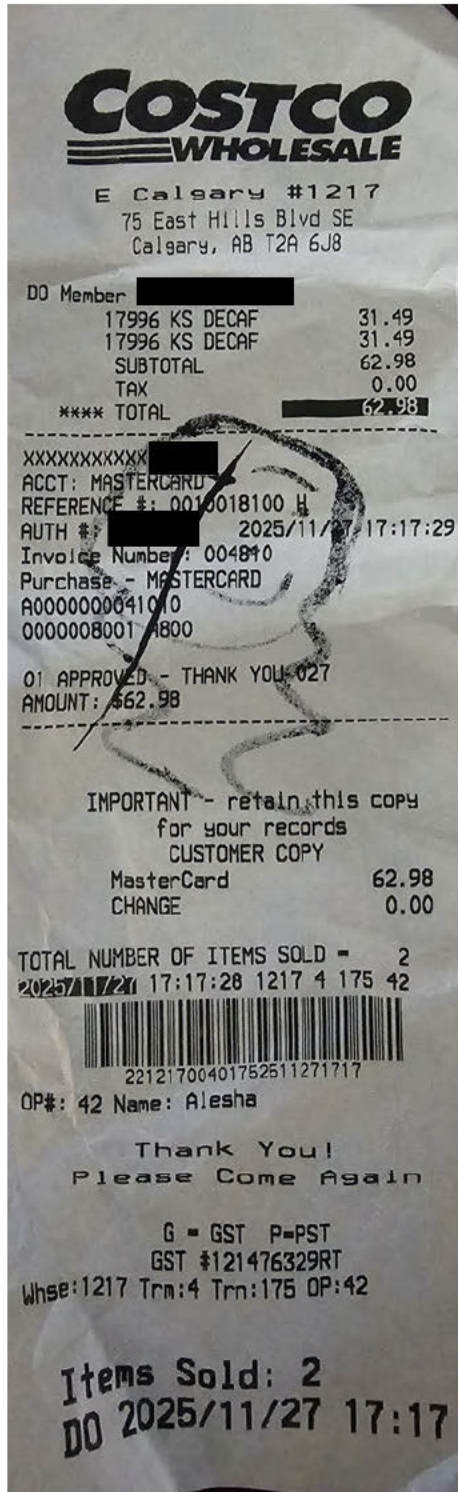 COSTCO
WHOLESALE
E Calgary #1217
75 East Hills Blvd SE
Calgary, AB T2A 6J8
DO Member
17996 KS DECAF 31.49
17996 KS DECAF 31.49
SUBTOTAL 62.98
TAX 0.00
**** TOTAL 62.98
XXXXXXXXXXX
ACCT: MASTERCARD
REFERENCE #: 0010018100 H
AUTH #: 2025/11/27 17:17:29
Invoice Number: 004810
Purchase - MASTERCARD
A0000000041010
0000008001 A800
01 APPROVED - THANK YOU 027
AMOUNT: $62.98
IMPORTANT - retain this copy
for your records
CUSTOMER COPY
MasterCard 62.98
CHANGE 0.00
TOTAL NUMBER OF ITEMS SOLD = 2
2025/11/27 17:17:28 1217 4 175 42
22121700401752511271717
OP#: 42 Name: Alesha
Thank You!
Please Come Again
G = GST P=PST
GST #121476329RT
Whse:1217 Trm:4 Trn:175 OP:42
Items Sold: 2
DO 2025/11/27 17:17